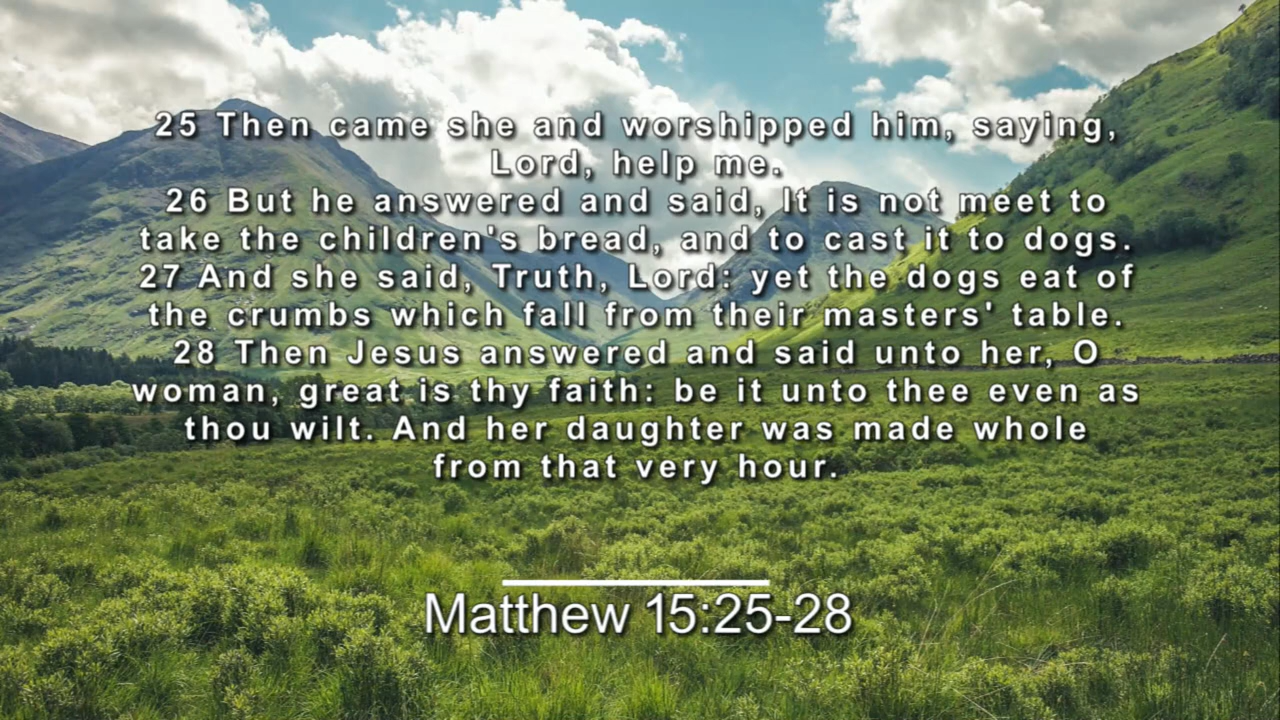 25 Then came she and worshipped him, saying,
Lord, help me.
26 But he answered and said, It is not meet to
take the children's bread, and to cast it to dogs.
27 And she said, Truth, Lord: yet the dogs eat of
the crumbs which fall from their masters' table.
28 Then Jesus answered and said unto her, O
woman, great is thy faith: be it unto thee even as
thou wilt. And her daughter was made whole
from that very hour.
Matthew 15:25-28